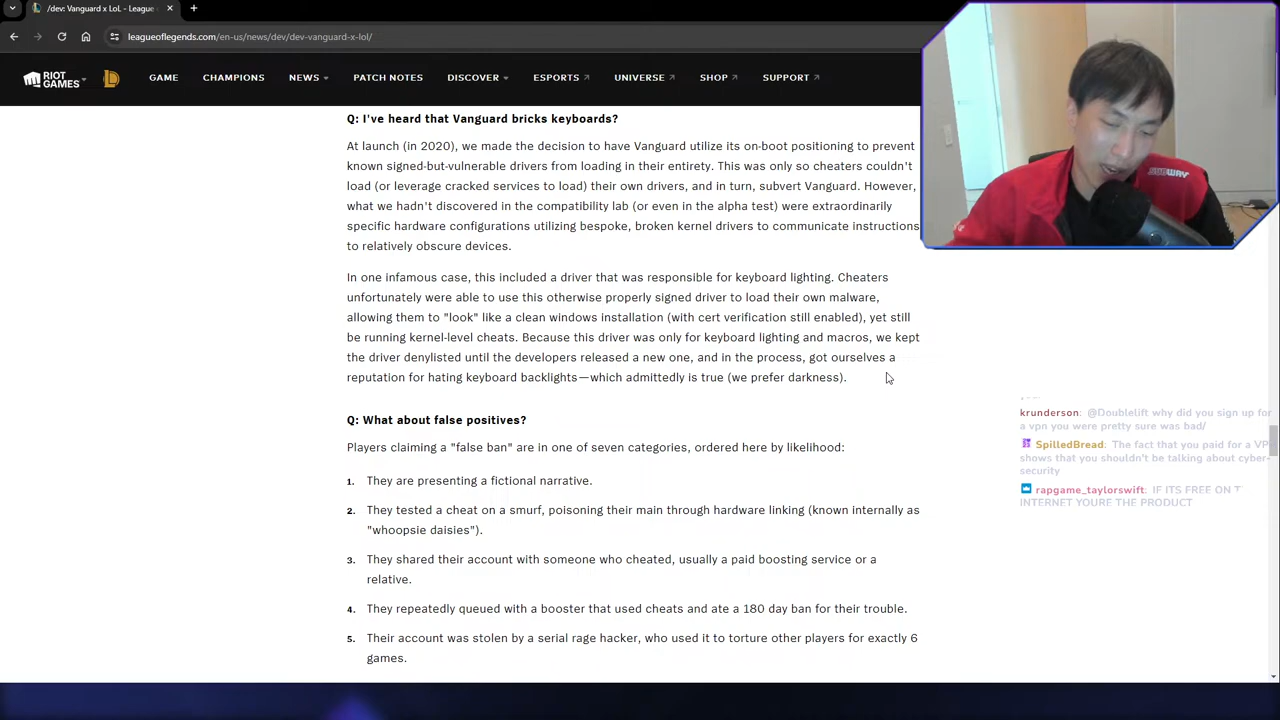 /dev: Vanguard x LoL - League
leagueoflegends.com/en-us/news/dev/dev-vanguard-x-lol/
RIOT GAMES GAME CHAMPIONS NEWS PATCH NOTES DISCOVER ESPORTS UNIVERSE SHOP SUPPORT
Q: I've heard that Vanguard bricks keyboards?
At launch (in 2020), we made the decision to have Vanguard utilize its on-boot positioning to prevent
known signed-but-vulnerable drivers from loading in their entirety. This was only so cheaters couldn't
load (or leverage cracked services to load) their own drivers, and in turn, subvert Vanguard. However,
what we hadn't discovered in the compatibility lab (or even in the alpha test) were extraordinarily
specific hardware configurations utilizing bespoke, broken kernel drivers to communicate instructions
to relatively obscure devices.
In one infamous case, this included a driver that was responsible for keyboard lighting. Cheaters
unfortunately were able to use this otherwise properly signed driver to load their own malware,
allowing them to "look" like a clean windows installation (with cert verification still enabled), yet still
be running kernel-level cheats. Because this driver was only for keyboard lighting and macros, we kept
the driver denylisted until the developers released a new one, and in the process, got ourselves a
reputation for hating keyboard backlights—which admittedly is true (we prefer darkness).
Q: What about false positives?
Players claiming a "false ban" are in one of seven categories, ordered here by likelihood:
1. They are presenting a fictional narrative.
2. They tested a cheat on a smurf, poisoning their main through hardware linking (known internally as
"whoopsie daisies").
3. They shared their account with someone who cheated, usually a paid boosting service or a
relative.
4. They repeatedly queued with a booster that used cheats and ate a 180 day ban for their trouble.
5. Their account was stolen by a serial rage hacker, who used it to torture other players for exactly 6
games.
SUBWAY
krunderson: @Doublelift why did you sign up for
a vpn you were pretty sure was bad/
SpilledBread: The fact that you paid for a VP
shows that you shouldn't be talking about cyber-
security
rapgame_taylorswift: IF ITS FREE ON T
INTERNET YOURE THE PRODUCT